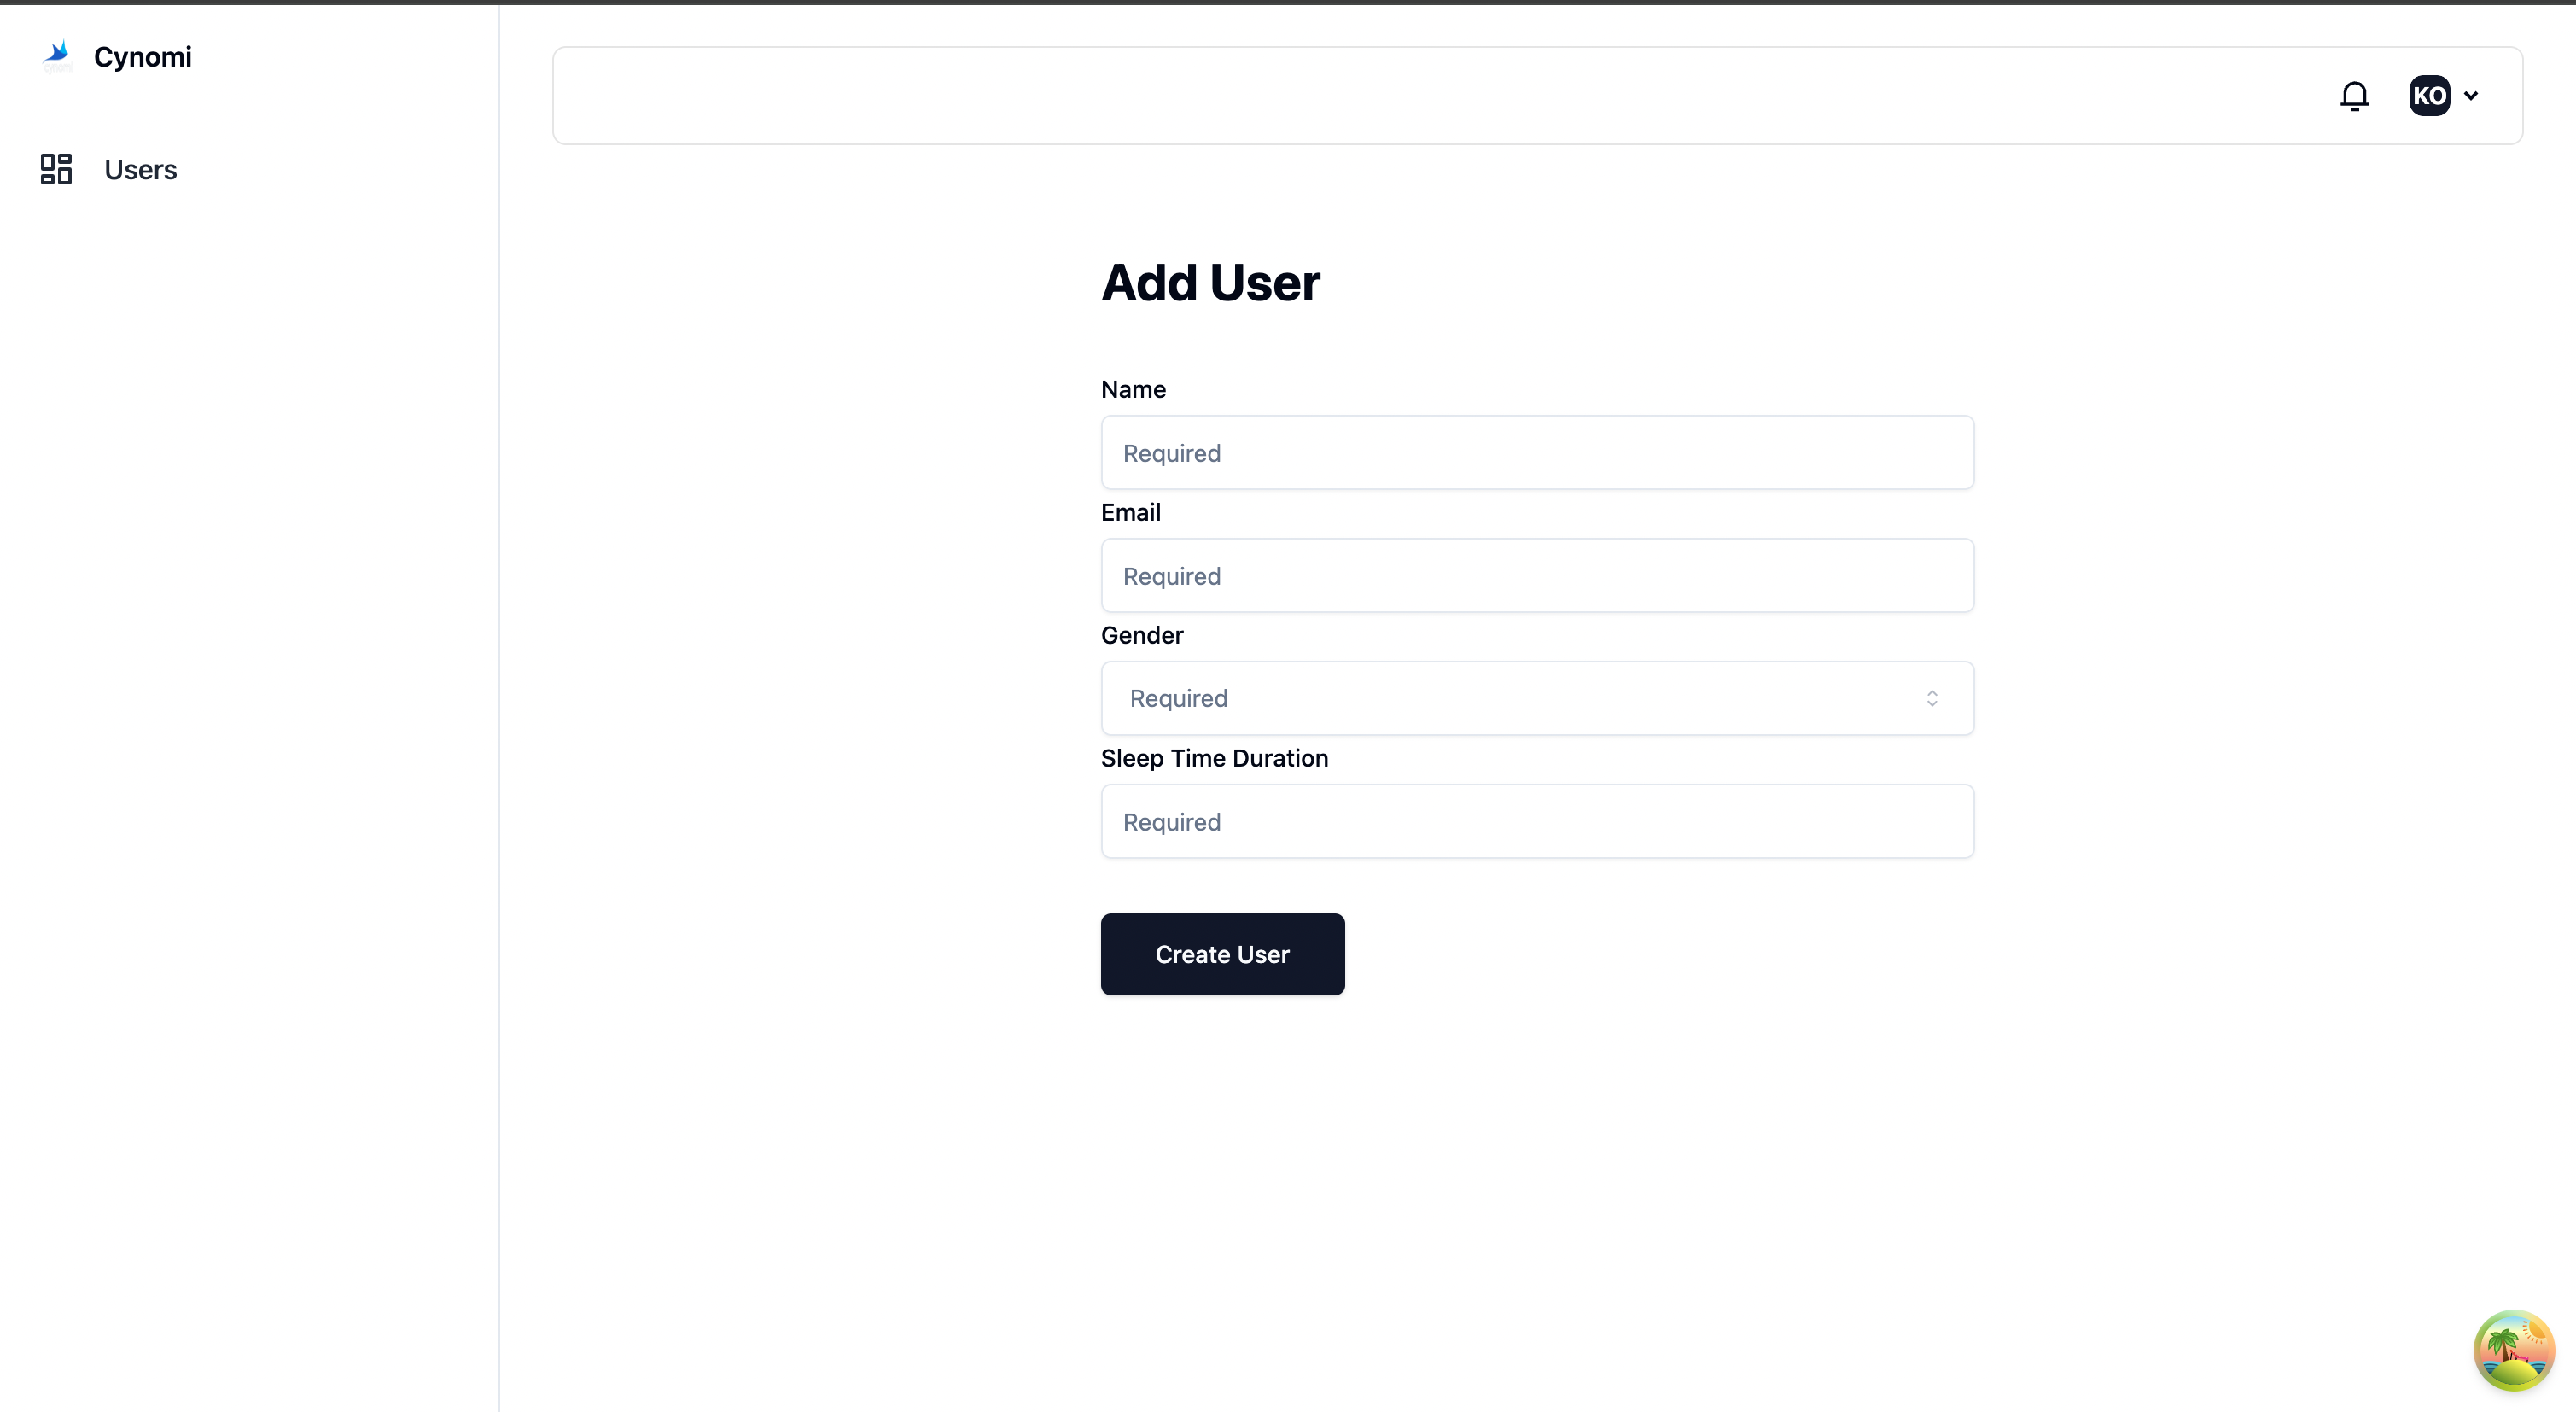 Cynomi
KO
Users
Add User
Name
Required
Email
Required
Gender
Required
Sleep Time Duration
Required
Create User